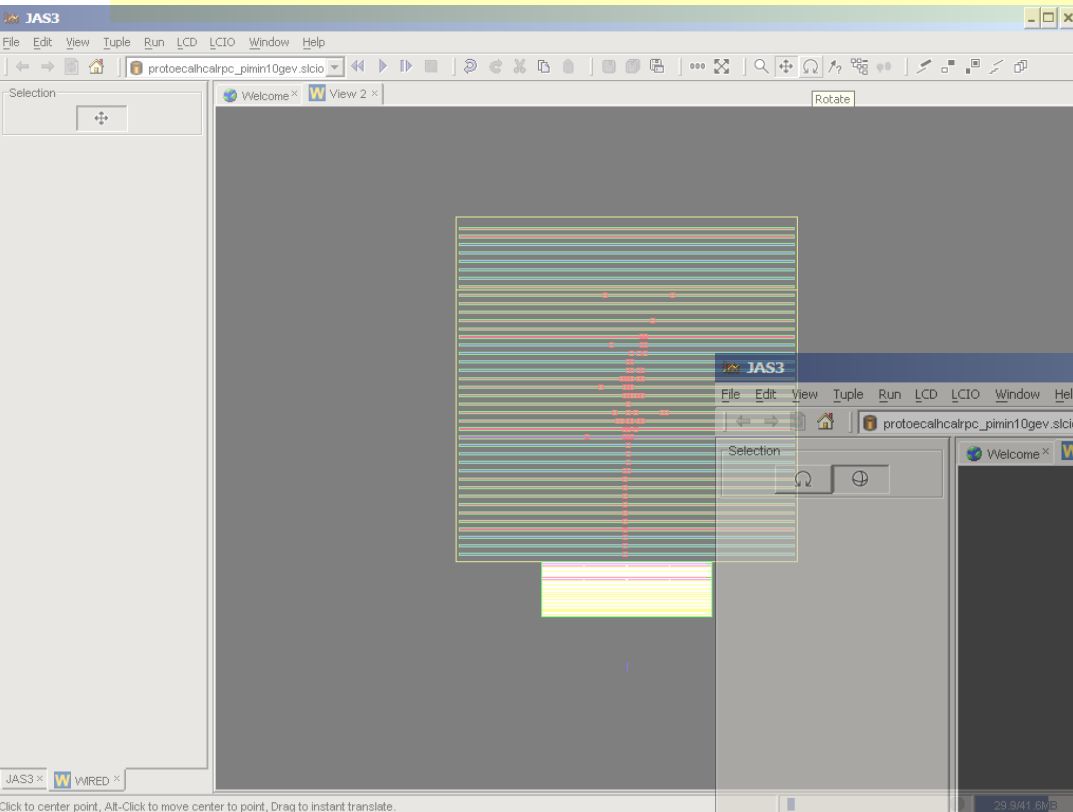 JAS3
File Edit View Tuple Run LCD LCIO Window Help
protoecalhcalrpc_pimin10gev.slcio
Selection
Welcome × W View 2 ×
Rotate
JAS3
File Edit View Tuple Run LCD LCIO Window Hel
protoecalhcalrpc_pimin10gev.slcio
Selection
Welcome × W
JAS3 × W WIRED ×
Click to center point, Alt-Click to move center to point, Drag to instant translate.
29.9/41.6MB